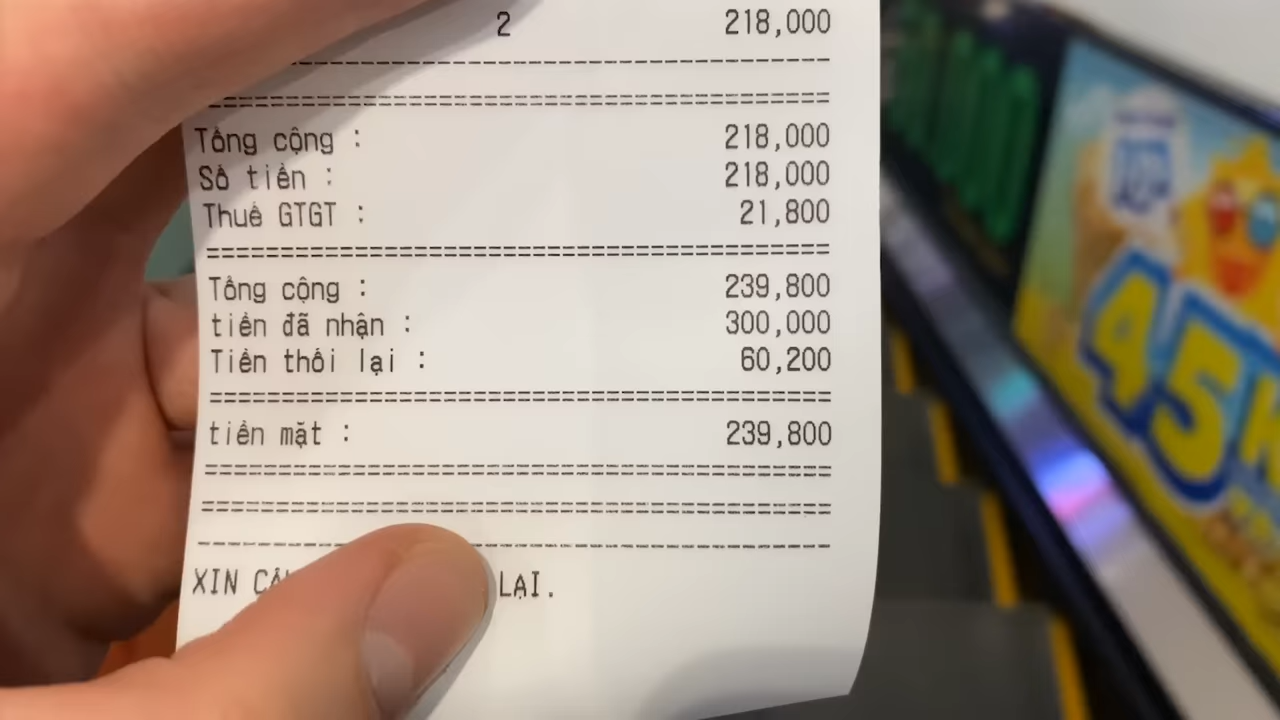 2 218,000
Tổng cộng : 218,000
Số tiền : 218,000
Thuế GTGT : 21,800
Tổng cộng : 239,800
tiền đã nhận : 300,000
Tiền thối lại : 60,200
tiền mặt : 239,800
XIN LẠI.
45K